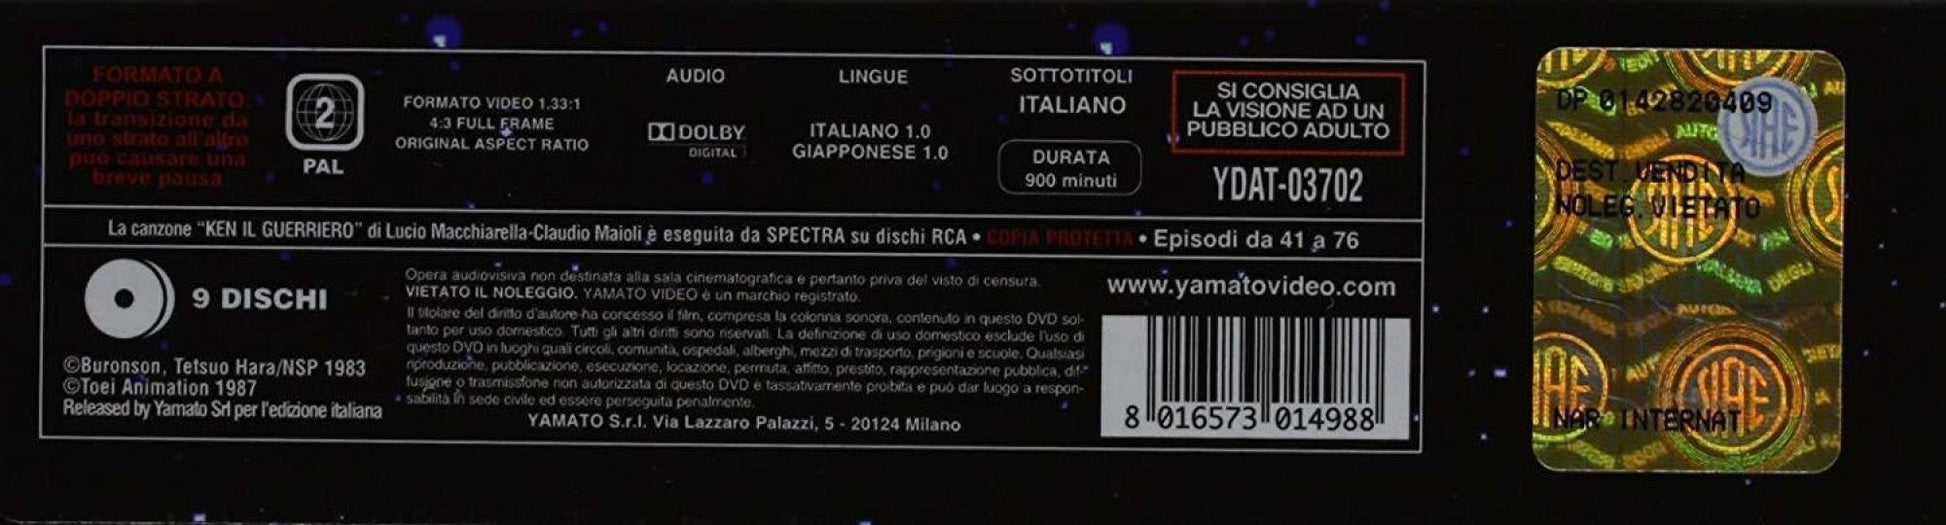 FORMATO A
DOPPIO STRATO:
la transizione da
uno strato all'altro
può causare una
breve pausa
2
PAL
FORMATO VIDEO 1.33:1
4:3 FULL FRAME
ORIGINAL ASPECT RATIO
AUDIO
DOLBY
DIGITAL
LINGUE
ITALIANO 1.0
GIAPPONESE 1.0
SOTTOTITOLI
ITALIANO
DURATA
900 minuti
SI CONSIGLIA
LA VISIONE AD UN
PUBBLICO ADULTO
YDAT-03702
La canzone "KEN IL GUERRIERO" di Lucio Macchiarella-Claudio Maioli è eseguita da SPECTRA su dischi RCA • COPIA PROTETTA • Episodi da 41 a 76
9 DISCHI
©Buronson, Tetsuo Hara/NSP 1983
©Toei Animation 1987
Released by Yamato Srl per l'edizione italiana
Opera audiovisiva non destinata alla sala cinematografica e pertanto priva del visto di censura.
VIETATO IL NOLEGGIO. YAMATO VIDEO è un marchio registrato.
Il titolare del diritto d'autore ha concesso il film, compresa la colonna sonora, contenuto in questo DVD sol-
tanto per uso domestico. Tutti gli altri diritti sono riservati. La definizione di uso domestico esclude l'uso di
questo DVD in luoghi quali circoli, comunità, ospedali, alberghi, mezzi di trasporto, prigioni e scuole. Qualsiasi
riproduzione, pubblicazione, esecuzione, locazione, permuta, affitto, prestito, rappresentazione pubblica, dif-
fusione o trasmissione non autorizzata di questo DVD è tassativamente proibita e può dar luogo a respon-
sabilità in sede civile ed essere perseguita penalmente.
YAMATO S.r.l. Via Lazzaro Palazzi, 5 - 20124 Milano
www.yamatovideo.com
8 016573 014988
DP 0142820409
SIAE
DEST.VENDITA
NOLEG.VIETATO
SIAE
SIAE
NAR INTERNAT